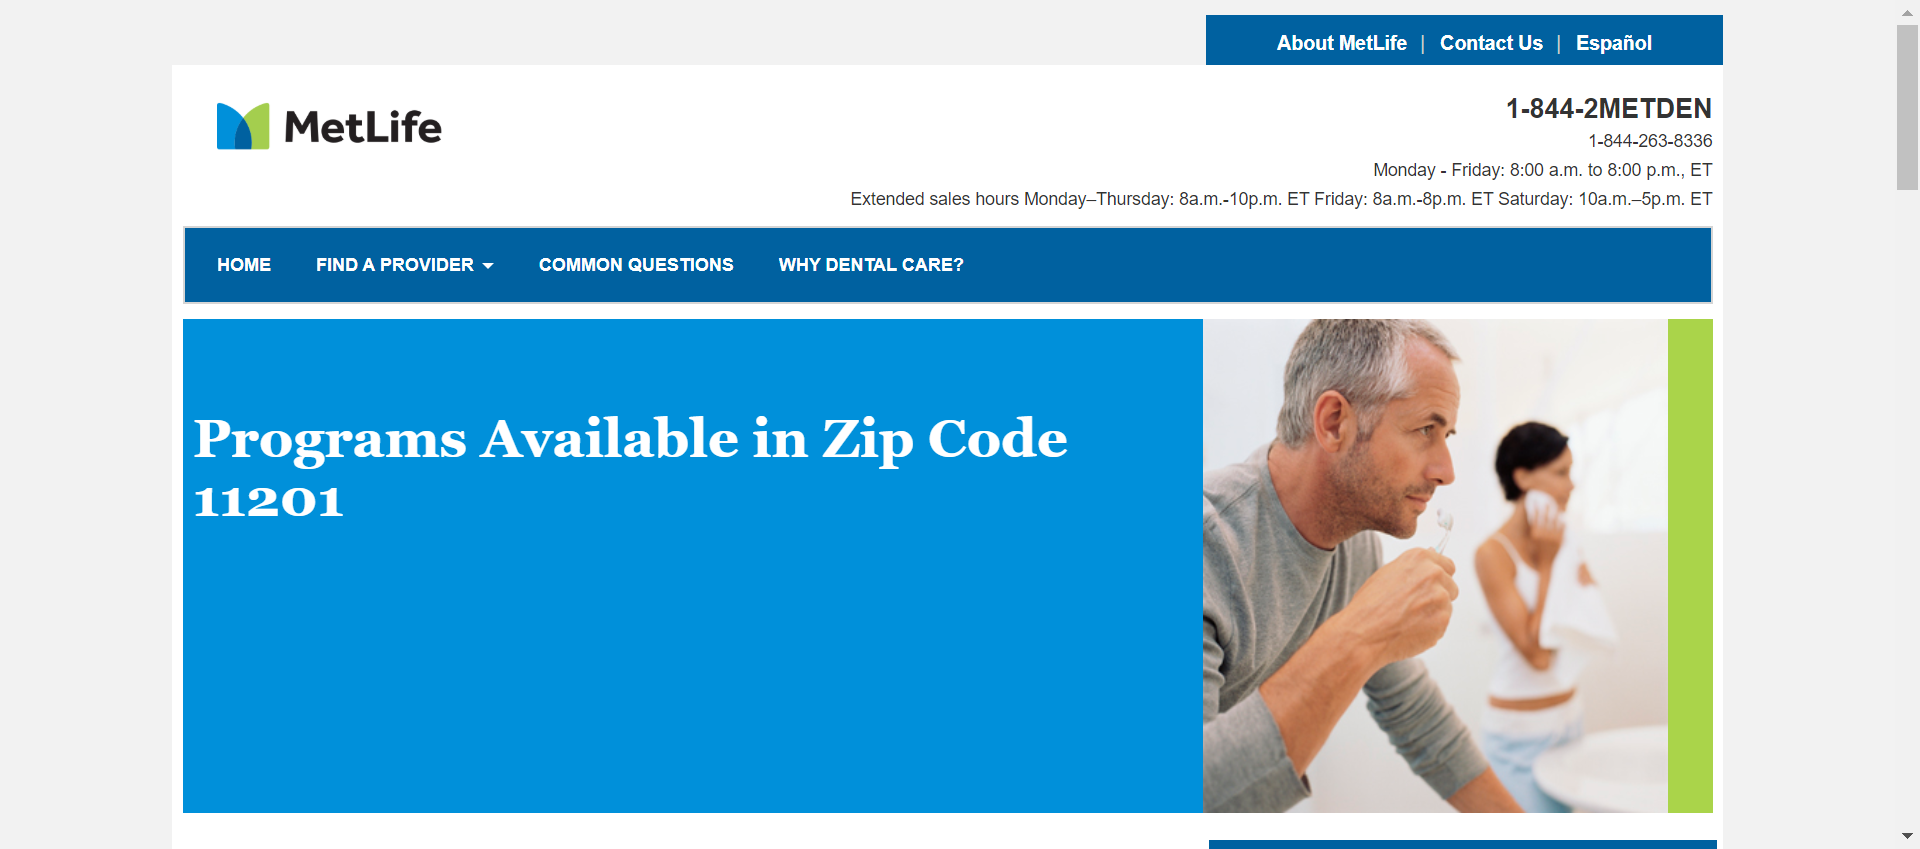 About MetLife | Contact Us | Español
MetLife
1-844-2METDEN
1-844-263-8336
Monday - Friday: 8:00 a.m. to 8:00 p.m., ET
Extended sales hours Monday–Thursday: 8a.m.-10p.m. ET Friday: 8a.m.-8p.m. ET Saturday: 10a.m.–5p.m. ET
HOME FIND A PROVIDER COMMON QUESTIONS WHY DENTAL CARE?
Programs Available in Zip Code
11201